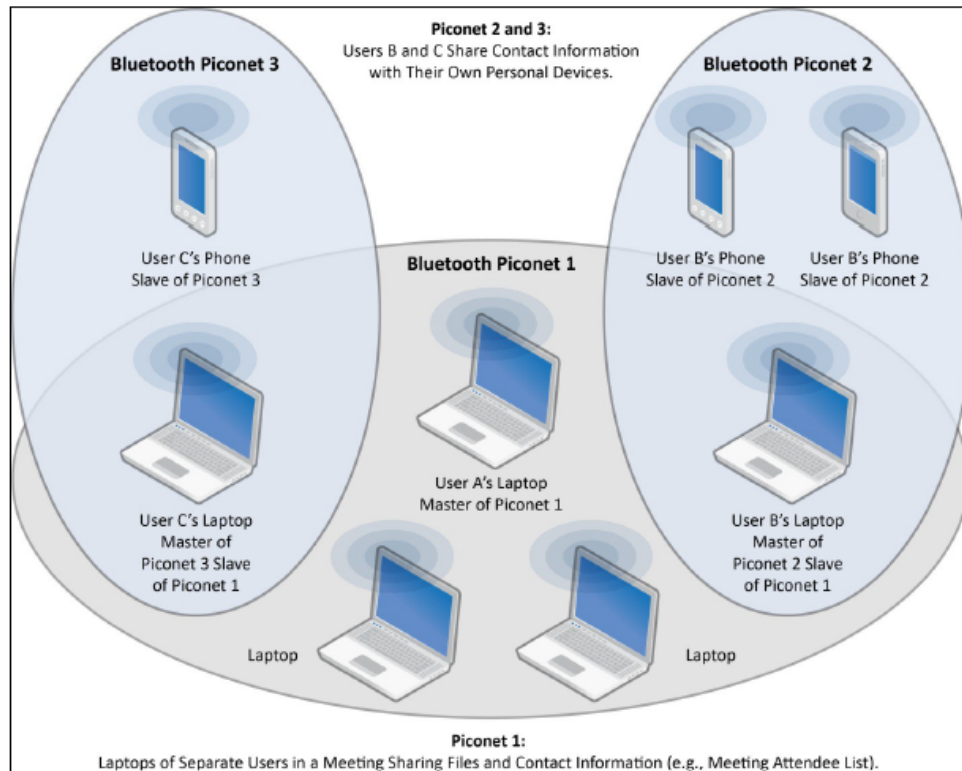 Piconet 2 and 3:
Users B and C Share Contact Information
with Their Own Personal Devices.
Bluetooth Piconet 3
Bluetooth Piconet 2
User C's Phone
Slave of Piconet 3
User B's Phone
Slave of Piconet 2
User B's Phone
Slave of Piconet 2
Bluetooth Piconet 1
User A's Laptop
Master of Piconet 1
User C's Laptop
Master of
Piconet 3 Slave
of Piconet 1
User B's Laptop
Master of
Piconet 2 Slave
of Piconet 1
Laptop
Laptop
Piconet 1:
Laptops of Separate Users in a Meeting Sharing Files and Contact Information (e.g., Meeting Attendee List).